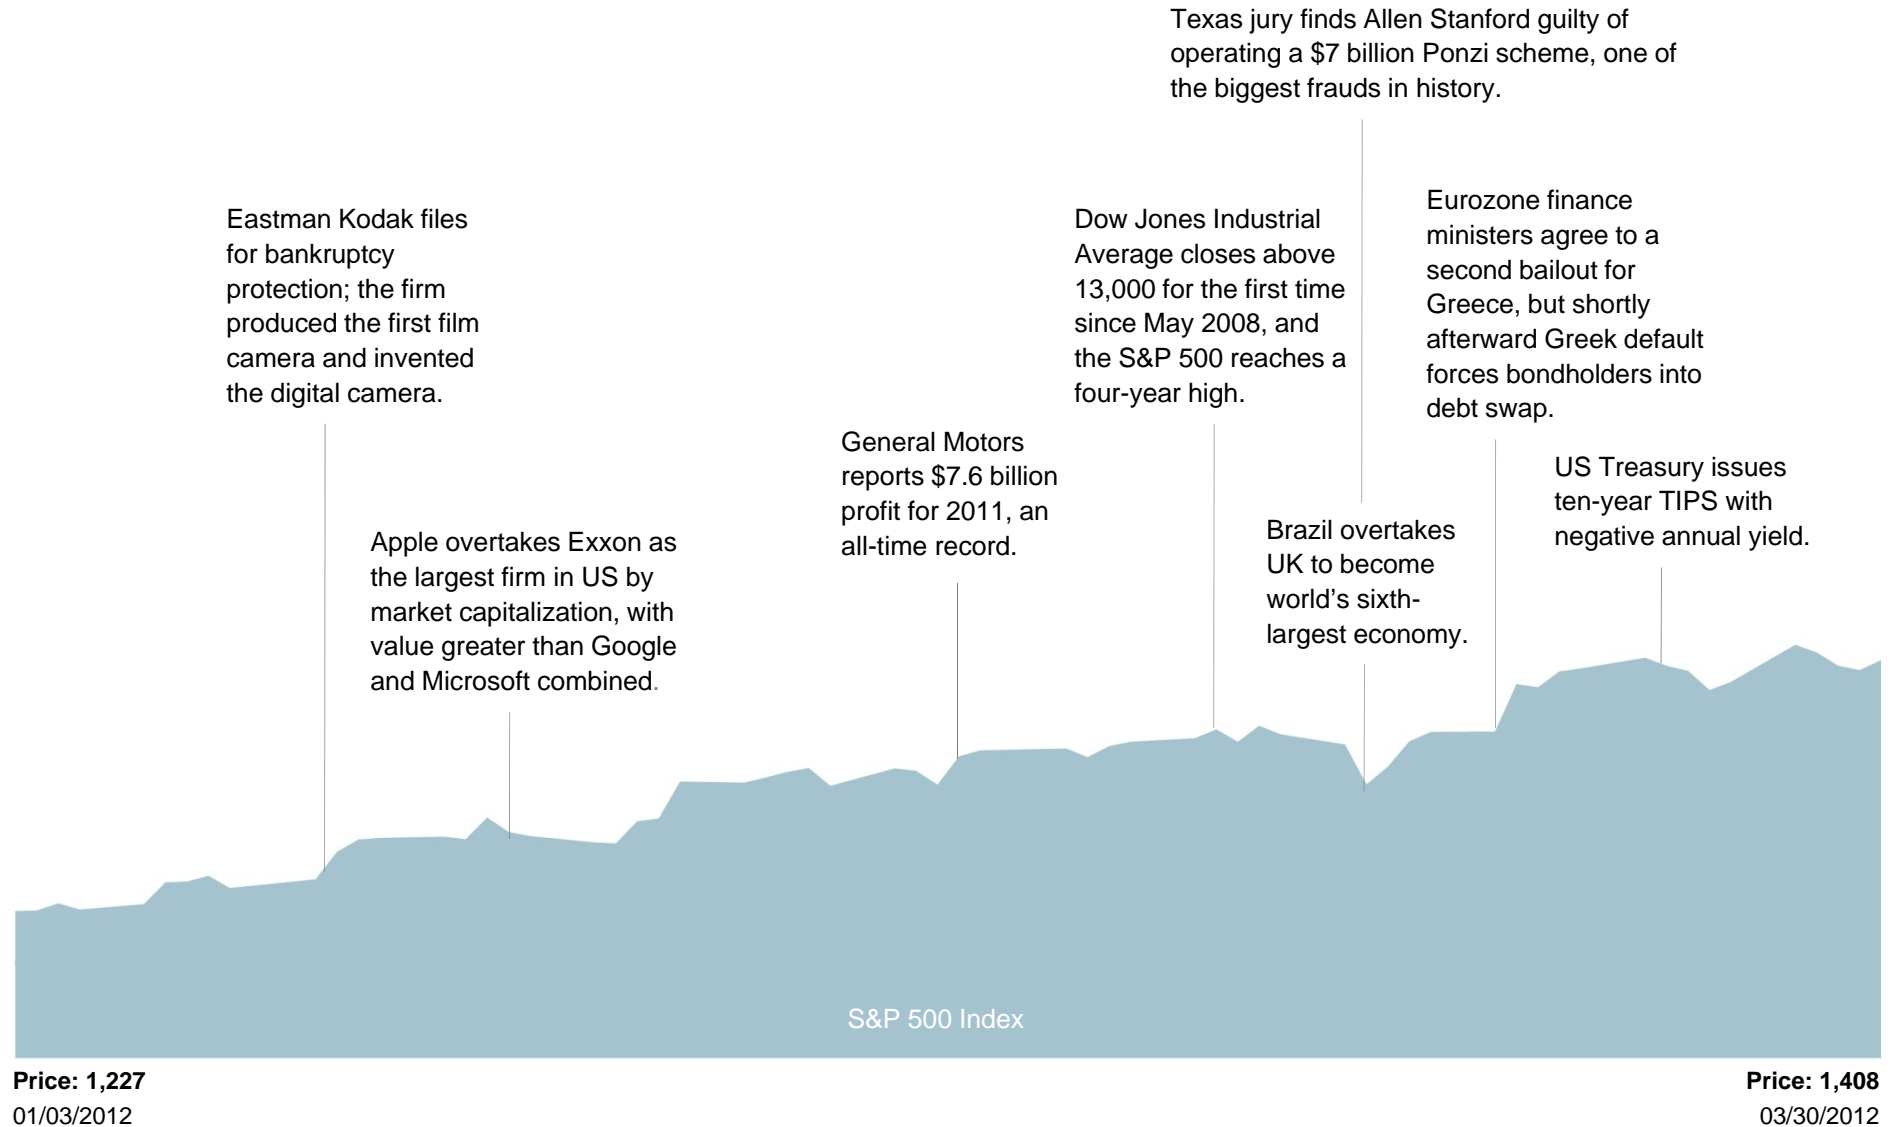 Texas jury finds Allen Stanford guilty of
operating a $7 billion Ponzi scheme, one of
the biggest frauds in history.
Eastman Kodak files
for bankruptcy
protection; the firm
produced the first film
camera and invented
the digital camera.
Dow Jones Industrial
Average closes above
13,000 for the first time
since May 2008, and
the S&P 500 reaches a
four-year high.
Eurozone finance
ministers agree to a
second bailout for
Greece, but shortly
afterward Greek default
forces bondholders into
debt swap.
General Motors
reports $7.6 billion
profit for 2011, an
all-time record.
US Treasury issues
ten-year TIPS with
negative annual yield.
Apple overtakes Exxon as
the largest firm in US by
market capitalization, with
value greater than Google
and Microsoft combined.
Brazil overtakes
UK to become
world’s sixth-
largest economy.
S&P 500 Index
Price: 1,227
01/03/2012
Price: 1,408
03/30/2012